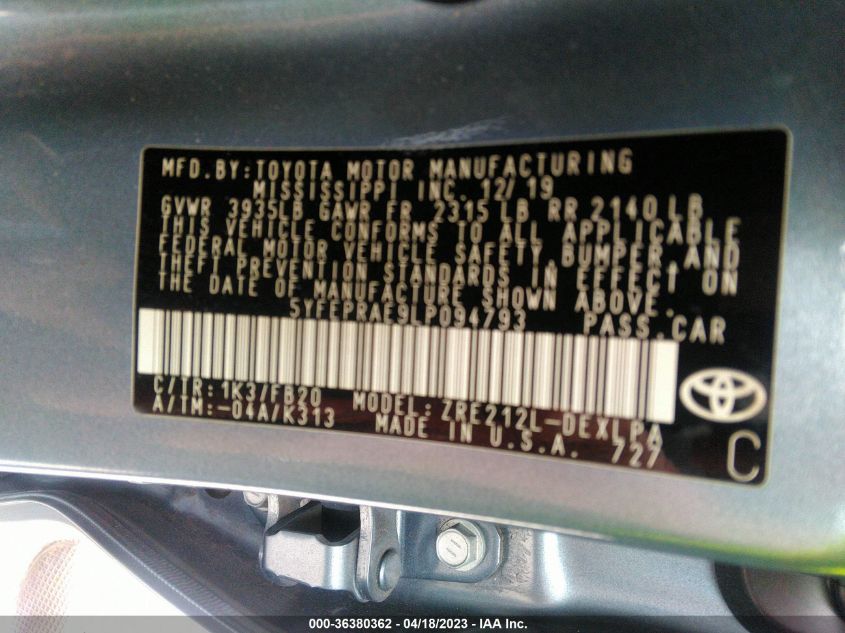 MFD.BY:TOYOTA MOTOR MANUFACTURING
MISSISSIPPI INC. 12/19
GVWR 3935LB GAWR FR 2315 LB RR 2140 LB
THIS VEHICLE CONFORMS TO ALL APPLICABLE
FEDERAL MOTOR VEHICLE SAFETY,BUMPER AND
THEFT PREVENTION STANDARDS IN EFFECT ON
THE DATE OF MANUFACTURE SHOWN ABOVE.
5YFEPRAE9LP094793 PASS.CAR
C/TR:1K3/FB20 MODEL:ZRE212L-DEXLPA
A/TM:-04A/K313 MADE IN U.S.A. 727
C
000-36380362 - 04/18/2023 - IAA Inc.